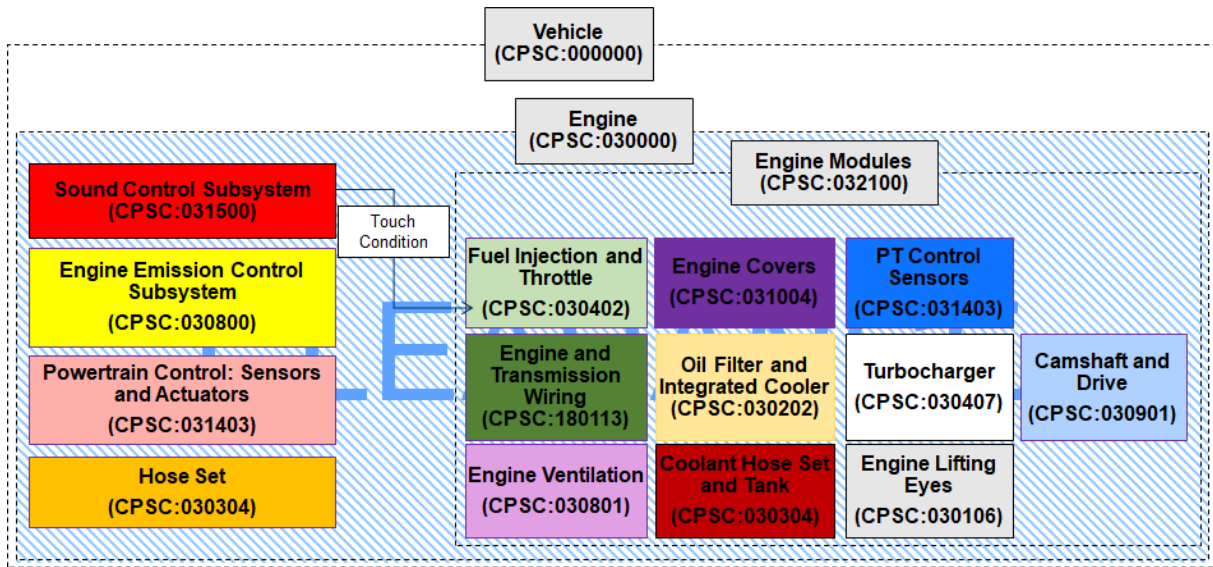 Vehicle
(CPSC:000000)
Engine
(CPSC:030000)
Engine Modules
(CPSC:032100)
Sound Control Subsystem
(CPSC:031500)
Touch
Condition
Engine Emission Control
Subsystem
(CPSC:030800)
Powertrain Control: Sensors
and Actuators
(CPSC:031403)
Hose Set
(CPSC:030304)
Fuel Injection and
Throttle
(CPSC:030402)
Engine Covers
(CPSC:031004)
PT Control
Sensors
(CPSC:031403)
Engine and
Transmission
Wiring
(CPSC:180113)
Oil Filter and
Integrated Cooler
(CPSC:030202)
Turbocharger
(CPSC:030407)
Camshaft and
Drive
(CPSC:030901)
Engine Ventilation
(CPSC:030801)
Coolant Hose Set
and Tank
(CPSC:030304)
Engine Lifting
Eyes
(CPSC:030106)